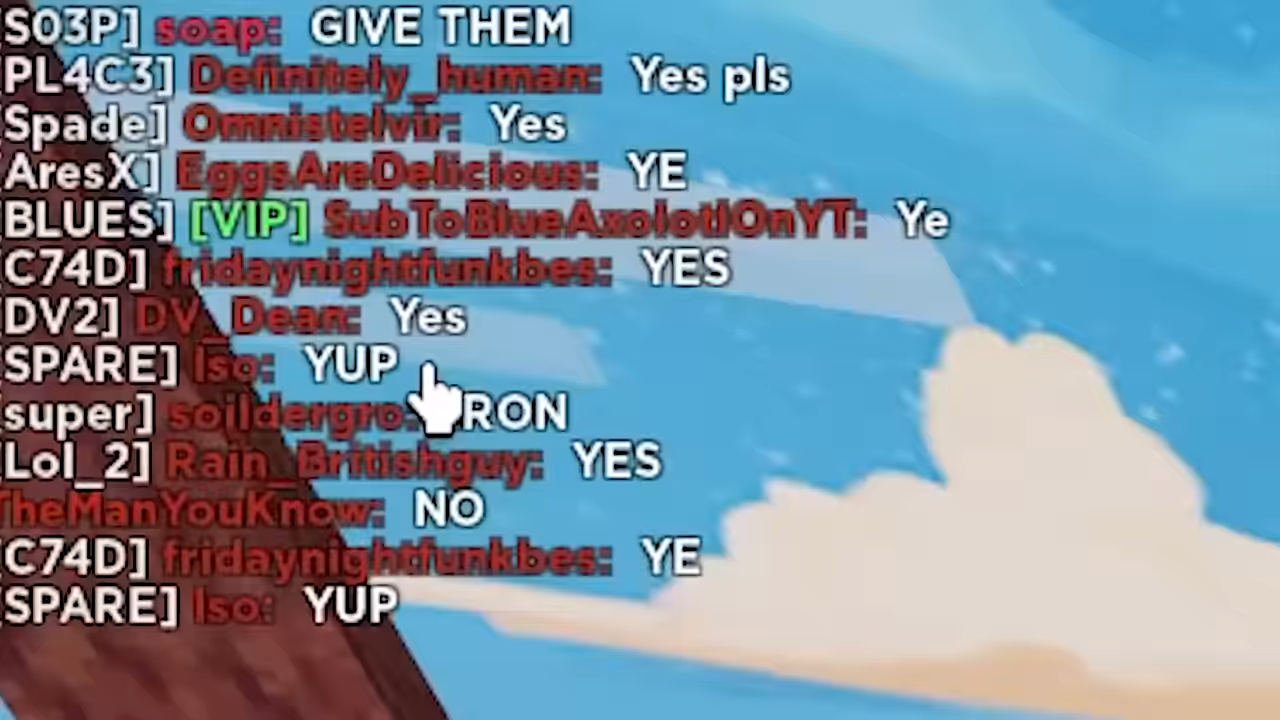 [S03P] soap: GIVE THEM
[PL4C3] Definitely_human: Yes pls
[Spade] Omnistelvir: Yes
[AresX] EggsAreDelicious: YE
[BLUES] [VIP] SubToBlueAxolotlOnYT: Ye
[C74D] fridaynightfunkbes: YES
[DV2] DV_Dean: Yes
[SPARE] Iso: YUP
[super] soildergro: RON
[Lol_2] Rain_Britishguy: YES
TheManYouKnow: NO
[C74D] fridaynightfunkbes: YE
[SPARE] Iso: YUP